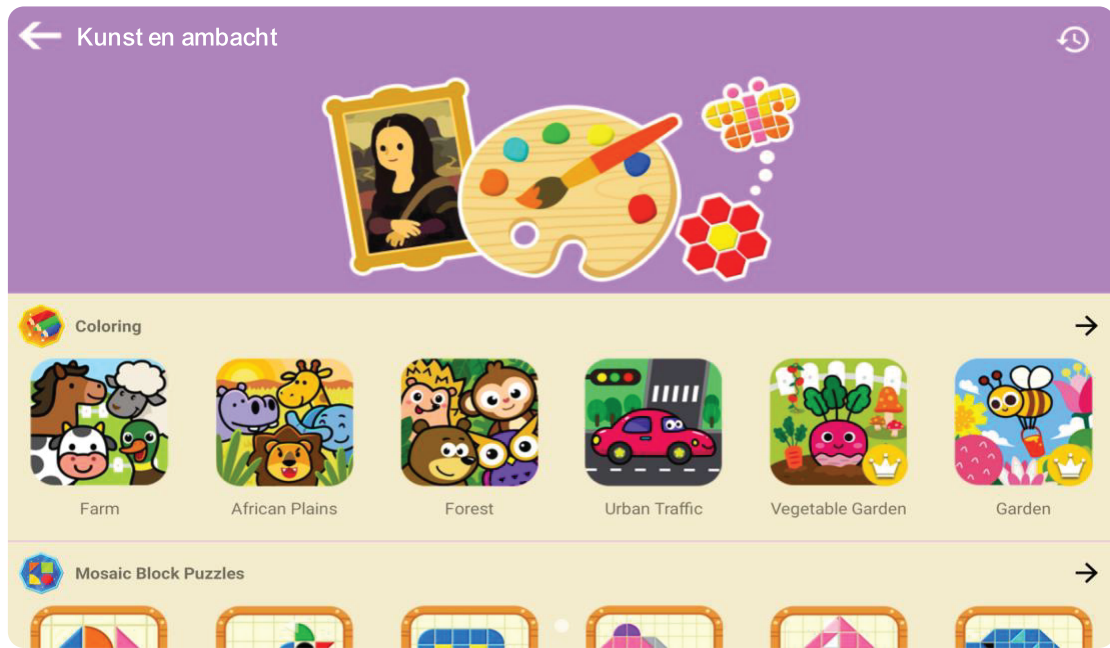 Kunst en ambacht
Coloring
Farm
African Plains
Forest
Urban Traffic
Vegetable Garden
Garden
Mosaic Block Puzzles